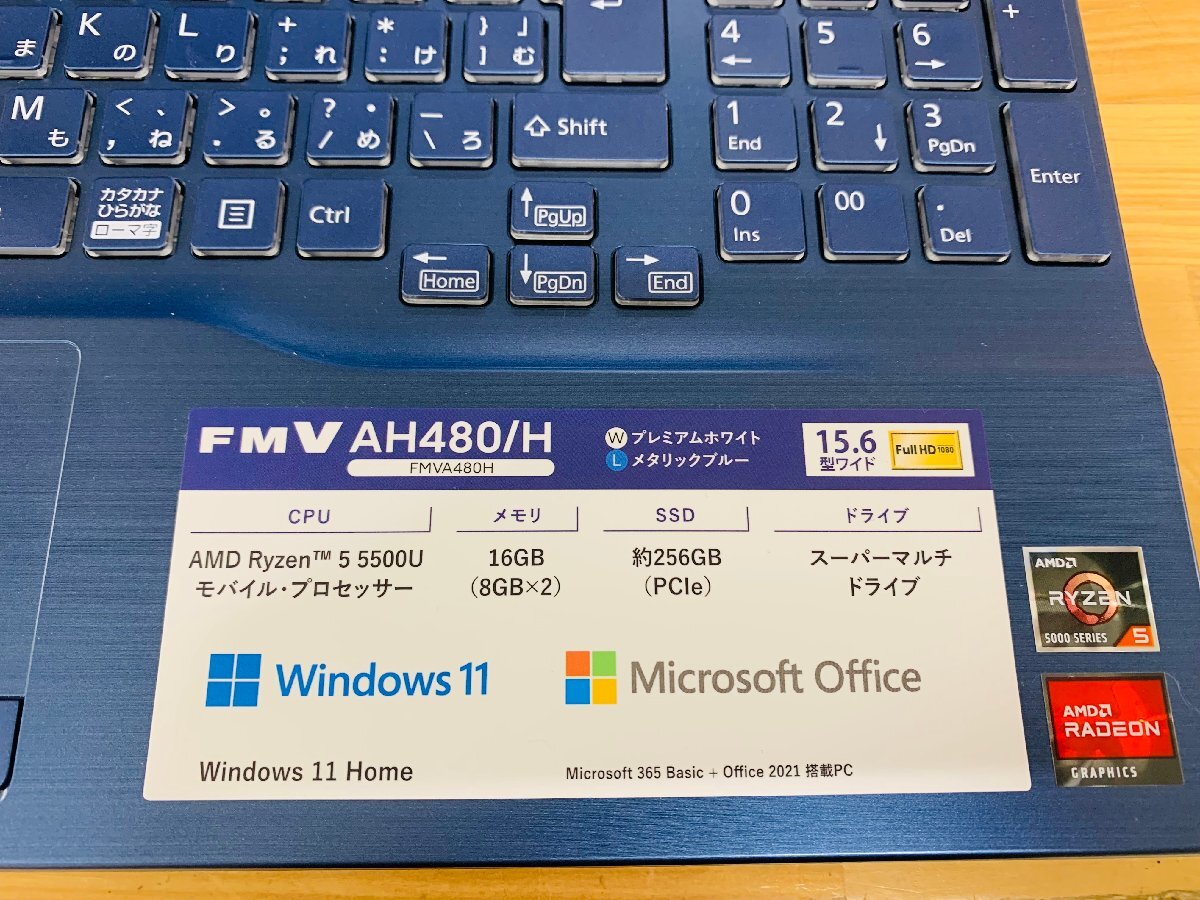 ま K の L り + ; れ * : け } 」 ] む 4 ← 5 6 → +
M も < 、 , ね > 。 . る ? ・ / め _ \ ろ Shift 1 End 2 ↓ 3 PgDn Enter
カタカナ
ひらがな
ローマ字
Ctrl ↑ PgUp 0 Ins 00 . Del
← Home ↓ PgDn → End
FMV AH480/H
FMVA480H
W プレミアムホワイト
L メタリックブルー
15.6
型ワイド
Full HD 1080
CPU メモリ SSD ドライブ
AMD Ryzen™ 5 5500U 16GB 約256GB スーパーマルチ
モバイル・プロセッサー (8GB×2) (PCIe) ドライブ
Windows 11 Microsoft Office
Windows 11 Home Microsoft 365 Basic + Office 2021 搭載PC
AMD
RYZEN
5000 SERIES 5
AMD
RADEON
GRAPHICS